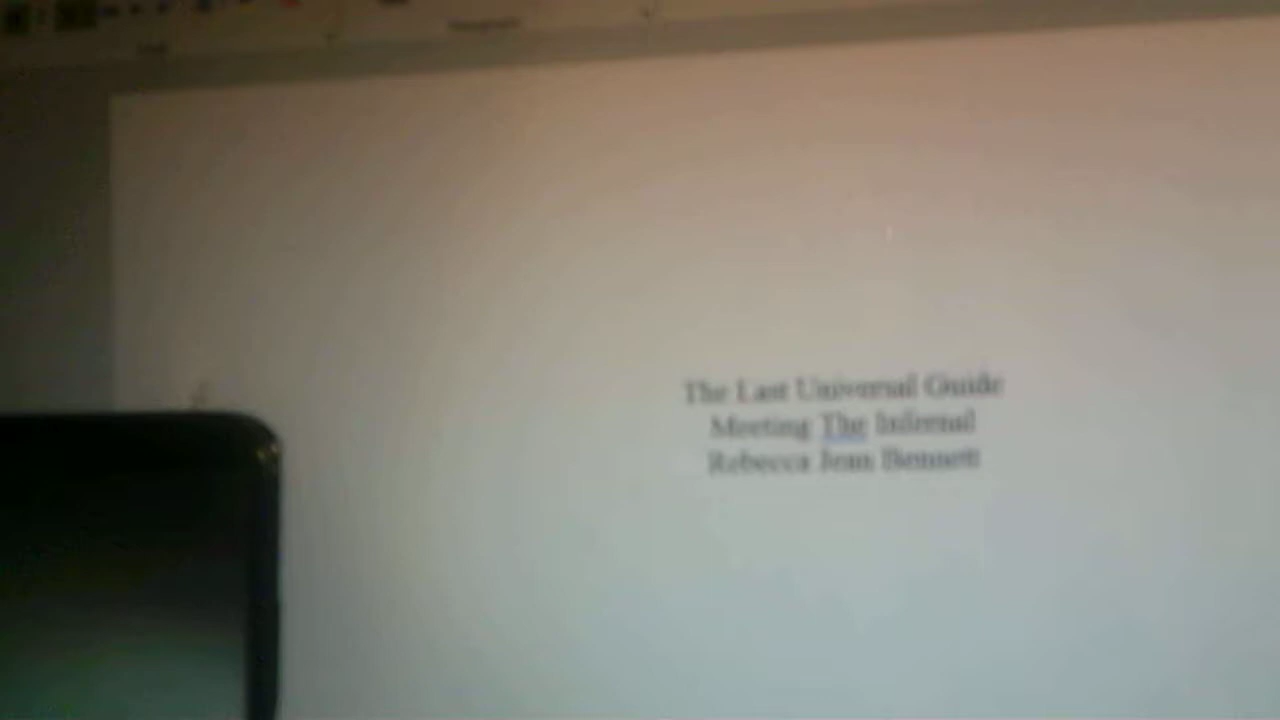 The Last Universal Guide
Meeting The Infernal
Rebecca Jean Bennett